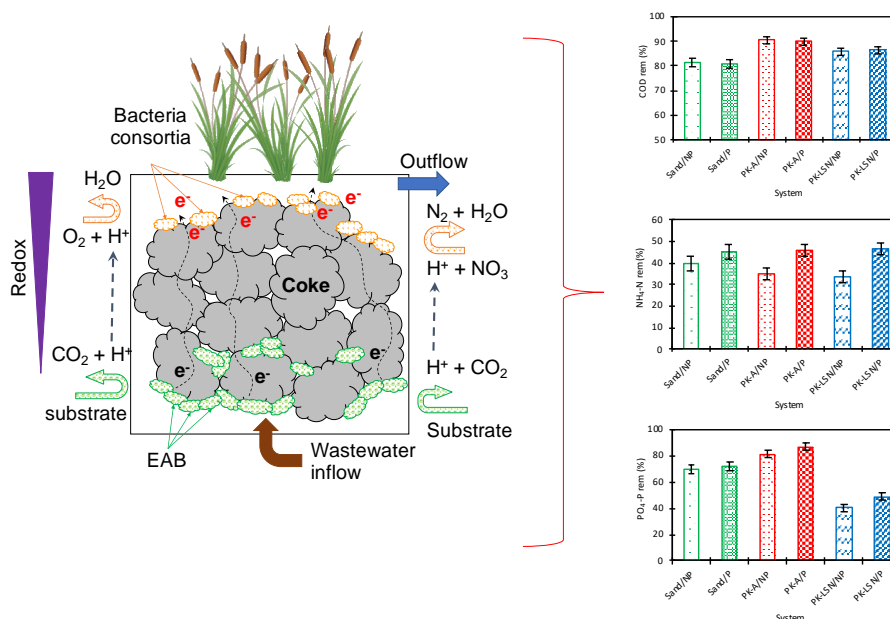 Bacteria
consortia
Outflow
H₂O
e⁻
e⁻
e⁻
e⁻
e⁻
N₂ + H₂O
O₂ + H⁺
H⁺ + NO₃
Redox
Coke
CO₂ + H⁺
e⁻
e⁻
e⁻
H⁺ + CO₂
substrate
Substrate
EAB
Wastewater
inflow
COD rem (%)
100
90
80
70
60
50
Sand/NP
Sand/P
PK-A/NP
PK-A/P
PK-LSN/NP
PK-LSN/P
System
NH₄-N rem(%)
60
50
40
30
20
10
0
Sand/NP
Sand/P
PK-A/NP
PK-A/P
PK-LSN/NP
PK-LSN/P
System
PO₄-P rem (%)
100
80
60
40
20
0
Sand/NP
Sand/P
PK-A/NP
PK-A/P
PK-LSN/NP
PK-LSN/P
System